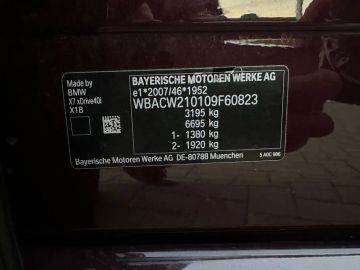 BAYERISCHE MOTOREN WERKE AG
Made by
BMW
X7 xDrive40i
X1B
e1*2007/46*1952
WBACW210109F60823
3195 kg
6695 kg
1- 1380 kg
2- 1920 kg
Bayerische Motoren Werke AG DE-80788 Muenchen